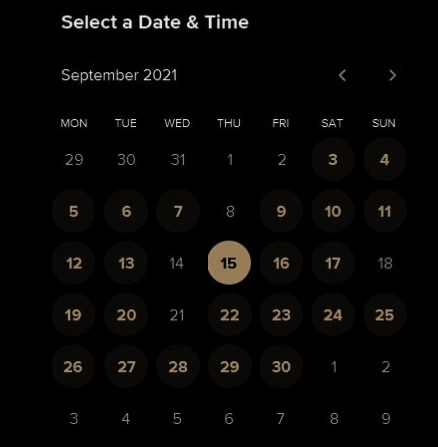 Select a Date & Time
September 2021
MON TUE WED THU FRI SAT SUN
29 30 31 1 2 3 4
5 6 7 8 9 10 11
12 13 14 15 16 17 18
19 20 21 22 23 24 25
26 27 28 29 30 1 2
3 4 5 6 7 8 9